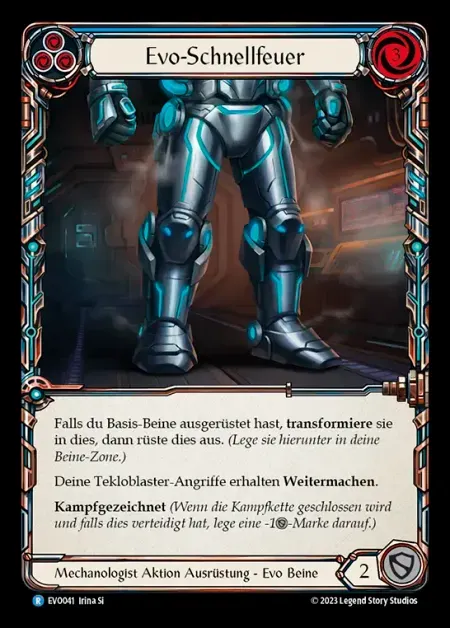 Evo-Schnellfeuer
3
Falls du Basis-Beine ausgerüstet hast, transformiere sie
in dies, dann rüste dies aus. (Lege sie hierunter in deine
Beine-Zone.)
Deine Tekloblaster-Angriffe erhalten Weitermachen.
Kampfgezeichnet (Wenn die Kampfkette geschlossen wird
und falls dies verteidigt hat, lege eine -1-Marke darauf.)
Mechanologist Aktion Ausrüstung - Evo Beine
2
R EVO041 Irina Si
© 2023 Legend Story Studios